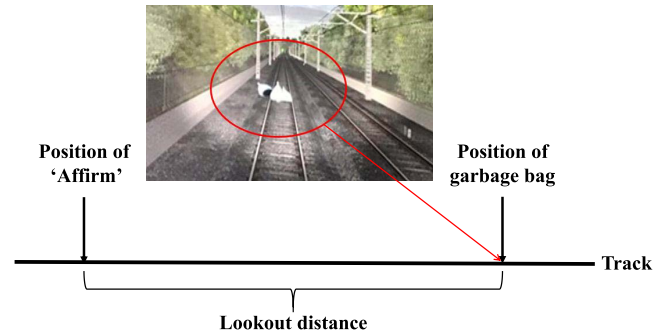 Position of
‘Affirm’
Position of
garbage bag
Track
Lookout distance